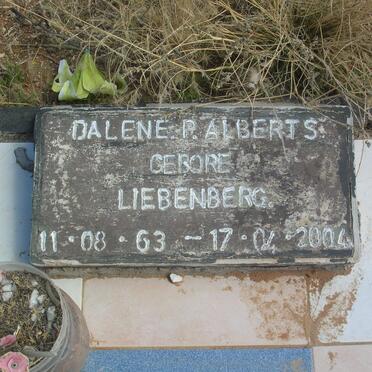 DALENE P. ALBERTS
GEBORE
LIEBENBERG.
11·08·63 – 17·04·2004